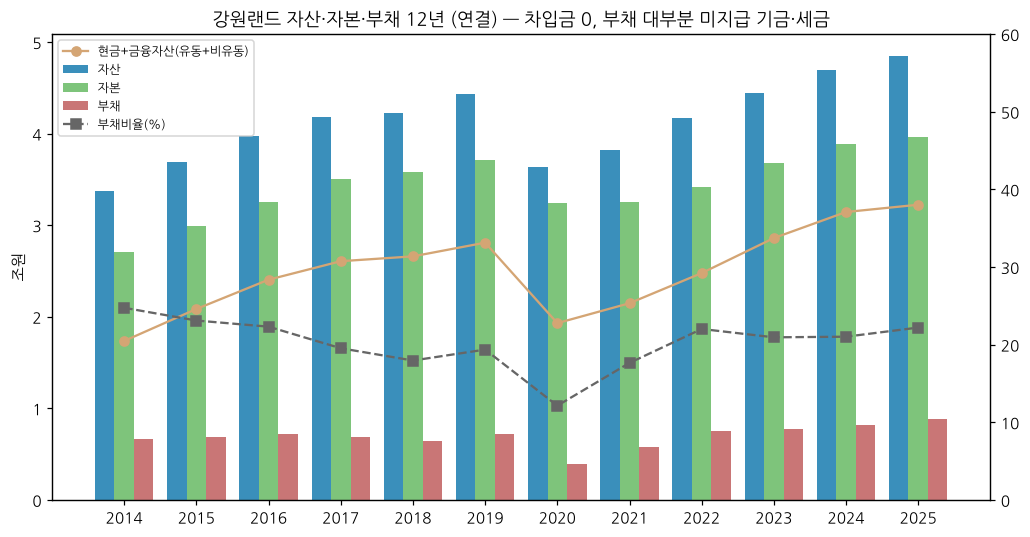 강원랜드 자산·자본·부채 12년 (연결) — 차입금 0, 부채 대부분 미지급 기금·세금
현금+금융자산(유동+비유동)
자산
자본
부채
부채비율(%)
조원
5
4
3
2
1
0
60
50
40
30
20
10
0
2014 2015 2016 2017 2018 2019 2020 2021 2022 2023 2024 2025